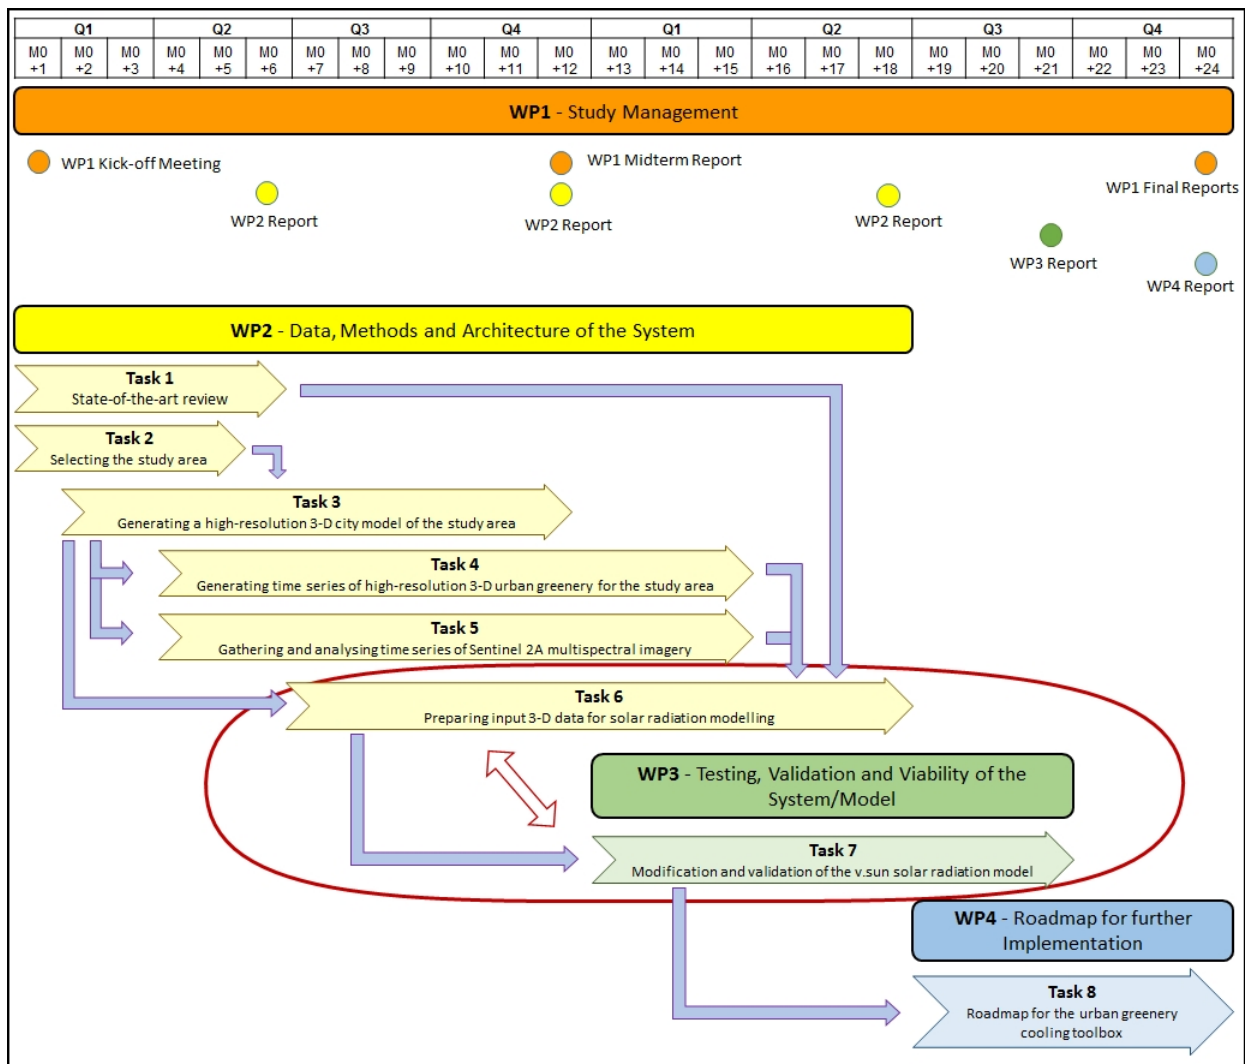 Q1 Q2 Q3 Q4 Q1 Q2 Q3 Q4
M0 M0 M0 M0 M0 M0 M0 M0 M0 M0 M0 M0 M0 M0 M0 M0 M0 M0 M0 M0 M0 M0 M0 M0
+1 +2 +3 +4 +5 +6 +7 +8 +9 +10 +11 +12 +13 +14 +15 +16 +17 +18 +19 +20 +21 +22 +23 +24
WP1 - Study Management
WP1 Kick-off Meeting
WP1 Midterm Report
WP1 Final Reports
WP2 Report
WP2 Report
WP2 Report
WP3 Report
WP4 Report
WP2 - Data, Methods and Architecture of the System
Task 1
State-of-the-art review
Task 2
Selecting the study area
Task 3
Generating a high-resolution 3-D city model of the study area
Task 4
Generating time series of high-resolution 3-D urban greenery for the study area
Task 5
Gathering and analysing time series of Sentinel 2A multispectral imagery
Task 6
Preparing input 3-D data for solar radiation modelling
WP3 - Testing, Validation and Viability of the
System/Model
Task 7
Modification and validation of the v.sun solar radiation model
WP4 - Roadmap for further
Implementation
Task 8
Roadmap for the urban greenery
cooling toolbox